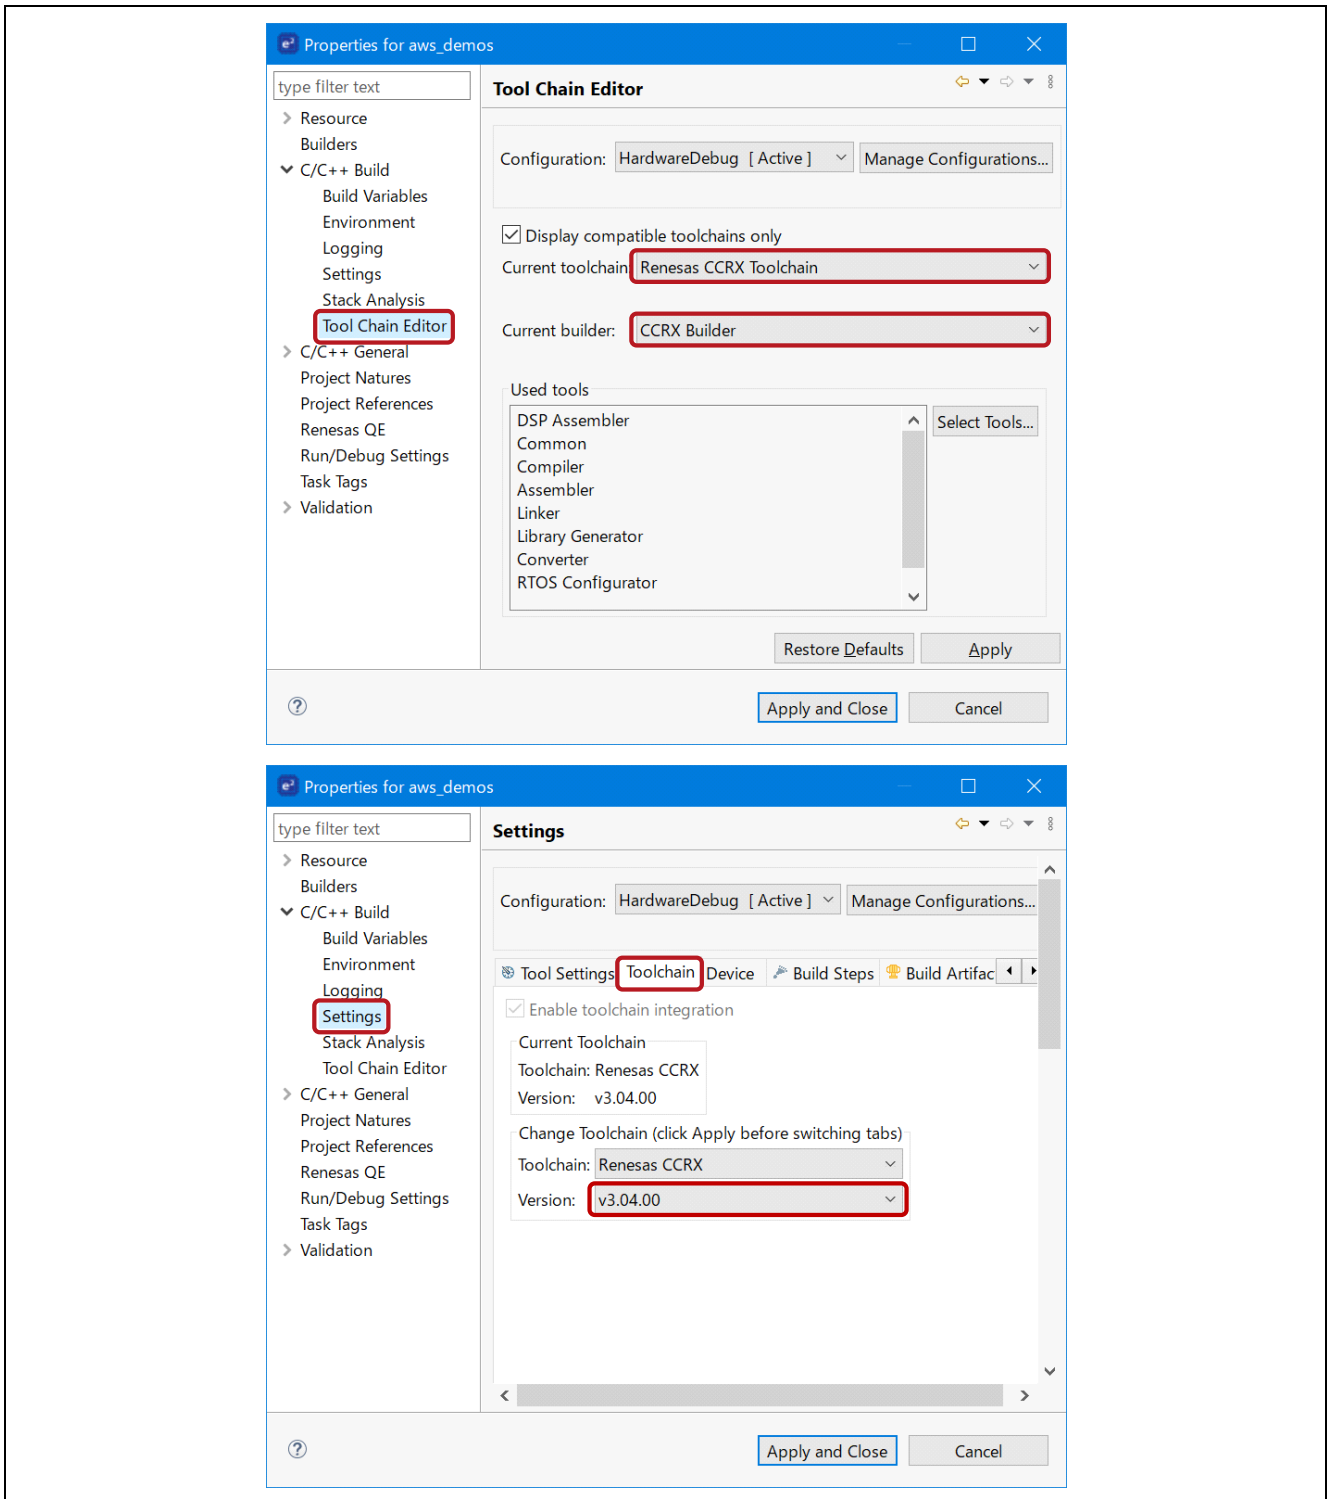 e² Properties for aws_demos
type filter text
Tool Chain Editor
Resource
Builders
C/C++ Build
Build Variables
Environment
Logging
Settings
Stack Analysis
Tool Chain Editor
C/C++ General
Project Natures
Project References
Renesas QE
Run/Debug Settings
Task Tags
Validation
Configuration: HardwareDebug [ Active ] Manage Configurations...
Display compatible toolchains only
Current toolchain: Renesas CCRX Toolchain
Current builder: CCRX Builder
Used tools
DSP Assembler
Common
Compiler
Assembler
Linker
Library Generator
Converter
RTOS Configurator
Select Tools...
Restore Defaults Apply
? Apply and Close Cancel
e² Properties for aws_demos
type filter text
Settings
Resource
Builders
C/C++ Build
Build Variables
Environment
Logging
Settings
Stack Analysis
Tool Chain Editor
C/C++ General
Project Natures
Project References
Renesas QE
Run/Debug Settings
Task Tags
Validation
Configuration: HardwareDebug [ Active ] Manage Configurations...
Tool Settings Toolchain Device Build Steps Build Artifac
Enable toolchain integration
Current Toolchain
Toolchain: Renesas CCRX
Version: v3.04.00
Change Toolchain (click Apply before switching tabs)
Toolchain: Renesas CCRX
Version: v3.04.00
? Apply and Close Cancel